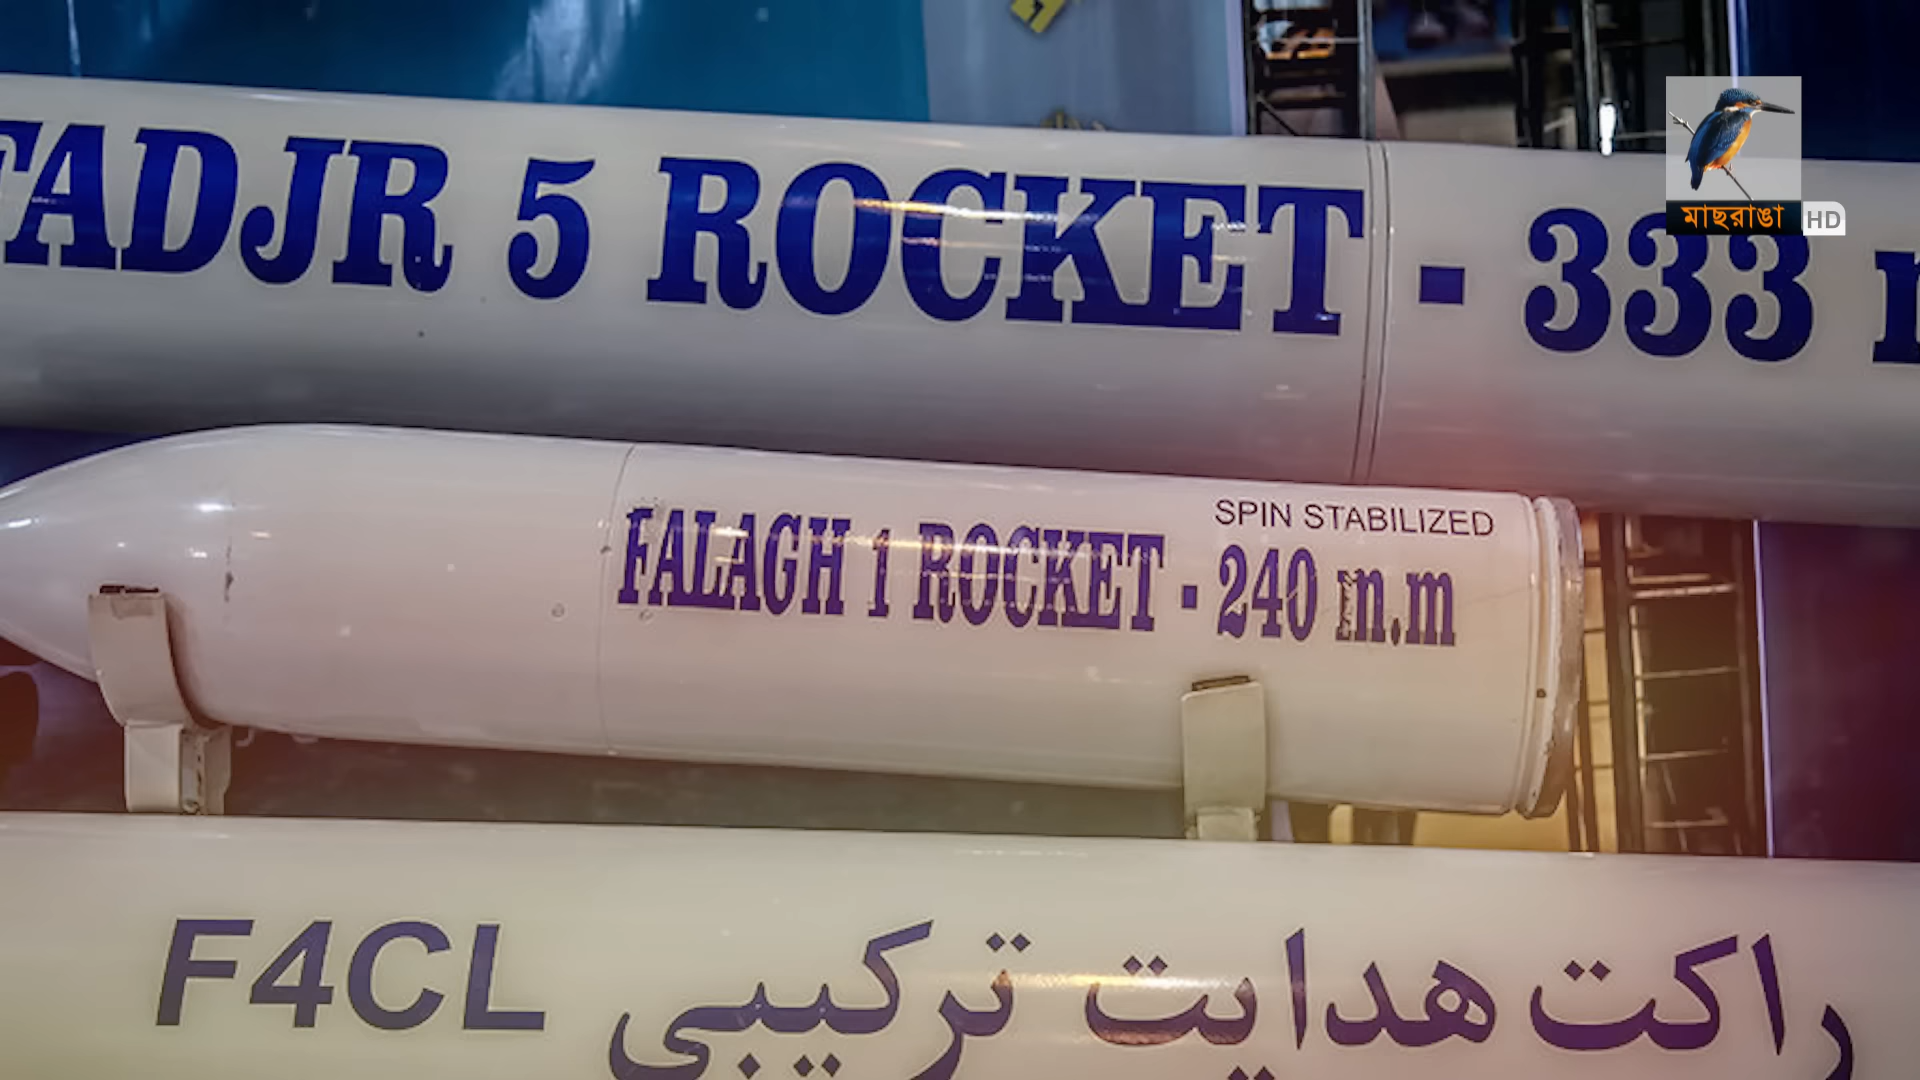 FADJR 5 ROCKET - 333
মাছরাঙা HD
SPIN STABILIZED
FALAGH 1 ROCKET - 240 m.m
F4CL راکت هدایت ترکیبی